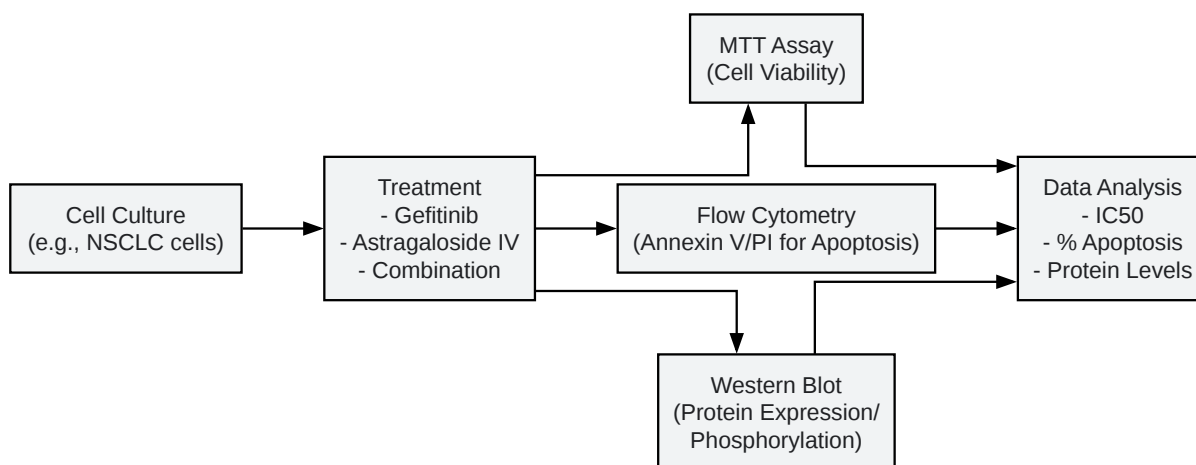 MTT Assay
(Cell Viability)
Cell Culture
(e.g., NSCLC cells)
Treatment
- Gefitinib
- Astragaloside IV
- Combination
Flow Cytometry
(Annexin V/PI for Apoptosis)
Data Analysis
- IC50
- % Apoptosis
- Protein Levels
Western Blot
(Protein Expression/
Phosphorylation)